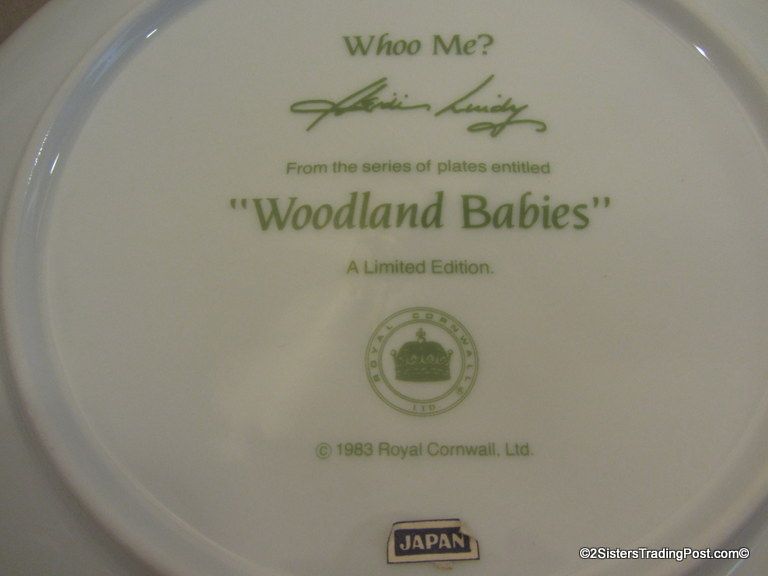 Whoo Me?
From the series of plates entitled
"Woodland Babies"
A Limited Edition.
ROYAL CORNWALL
LTD
© 1983 Royal Cornwall, Ltd.
JAPAN
©2SistersTradingPost.com©